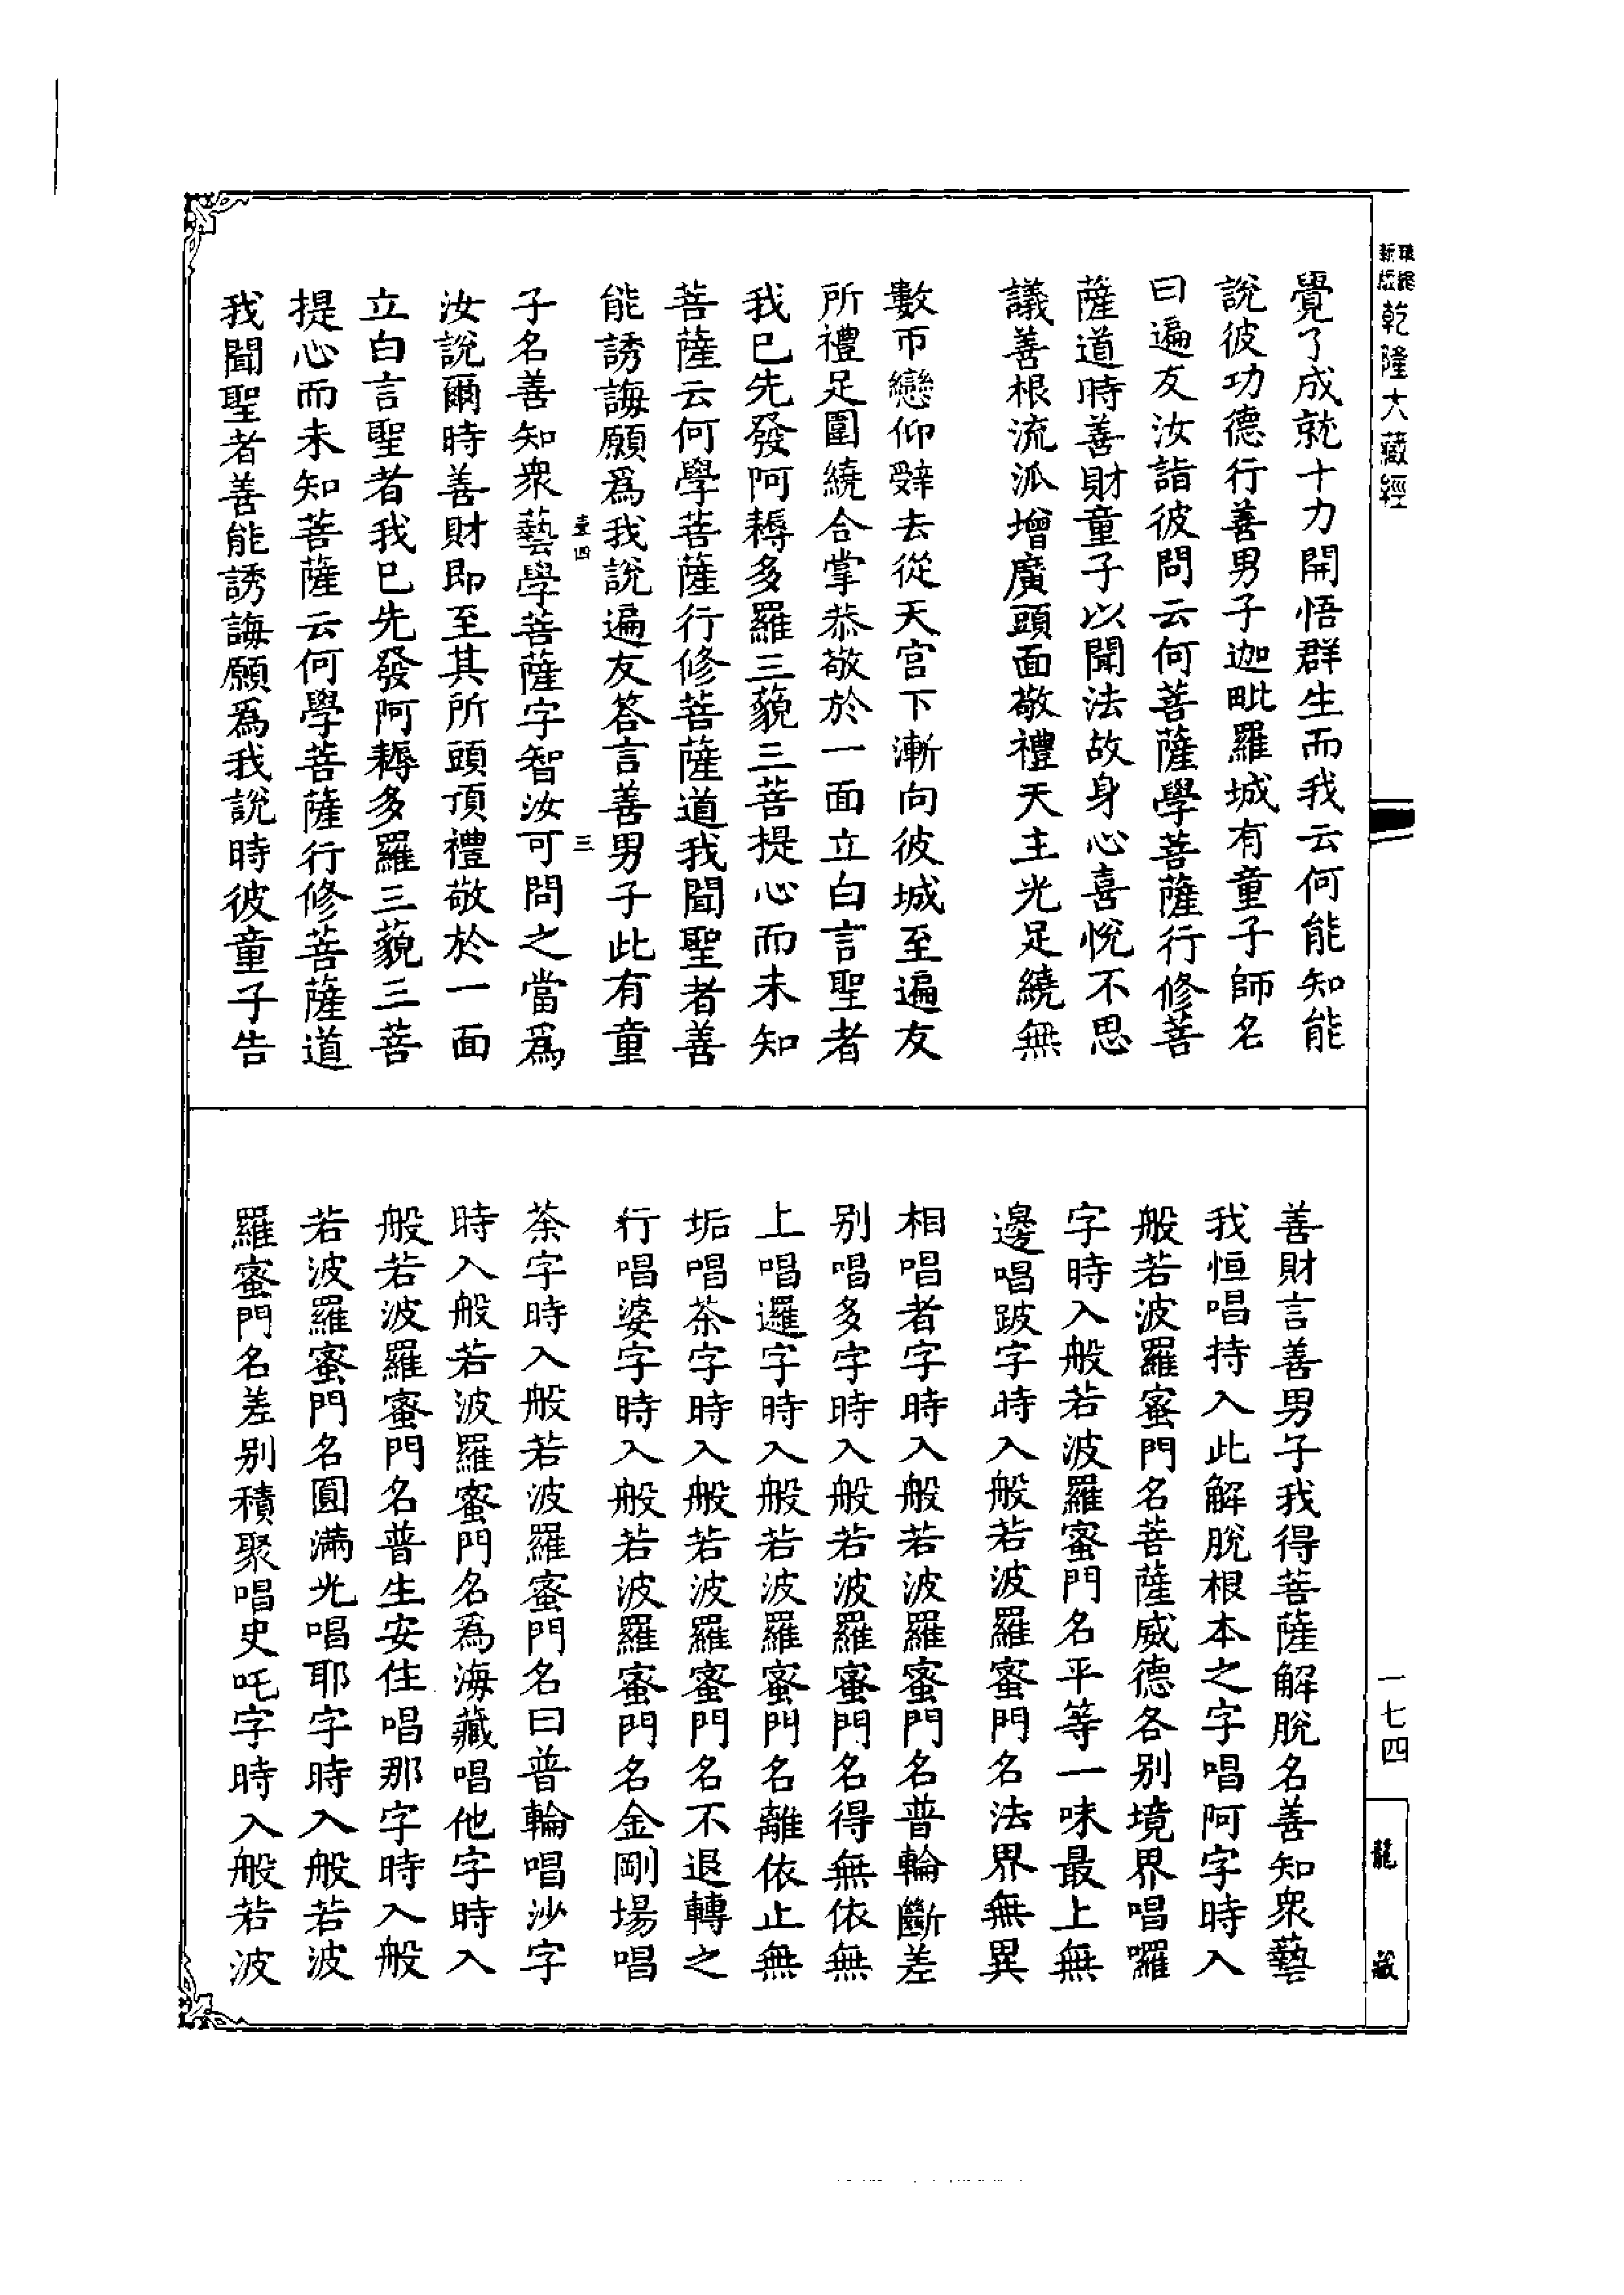 乾隆大藏經
覺了成就十力開悟群生而我云何能知能
說彼功德行善男子迦毗羅城有童子師名
曰遍友汝詣彼問云何菩薩學菩薩行修菩
薩道時善財童子以聞法故身心喜悅不思
議善根流派增廣頭面敬禮天主光足繞無
數帀戀仰辭去從天宮下漸向彼城至遍友
所禮足圍繞合掌恭敬於一面立白言聖者
我已先發阿耨多羅三藐三菩提心而未知
菩薩云何學菩薩行修菩薩道我聞聖者善
能誘誨願為我說遍友答言善男子此有童
壹四
三
子名善知衆藝學菩薩字智汝可問之當為
汝說爾時善財即至其所頭頂禮敬於一面
立白言聖者我已先發阿耨多羅三藐三菩
提心而未知菩薩云何學菩薩行修菩薩道
我聞聖者善能誘誨願為我說時彼童子告
善財言善男子我得菩薩解脫名善知衆藝
我恒唱持入此解脫根本之字唱阿字時入
般若波羅蜜門名菩薩威德各別境界唱囉
字時入般若波羅蜜門名平等一味最上無
邊唱跛字時入般若波羅蜜門名法界無異
相唱者字時入般若波羅蜜門名普輪斷差
別唱多字時入般若波羅蜜門名得無依無
上唱邏字時入般若波羅蜜門名離依止無
垢唱茶字時入般若波羅蜜門名不退轉之
行唱婆字時入般若波羅蜜門名金剛場唱
茶字時入般若波羅蜜門名曰普輪唱沙字
時入般若波羅蜜門名為海藏唱他字時入
般若波羅蜜門名普生安住唱那字時入般
若波羅蜜門名圓滿光唱耶字時入般若波
羅蜜門名差別積聚唱史吒字時入般若波
一七四
龍藏